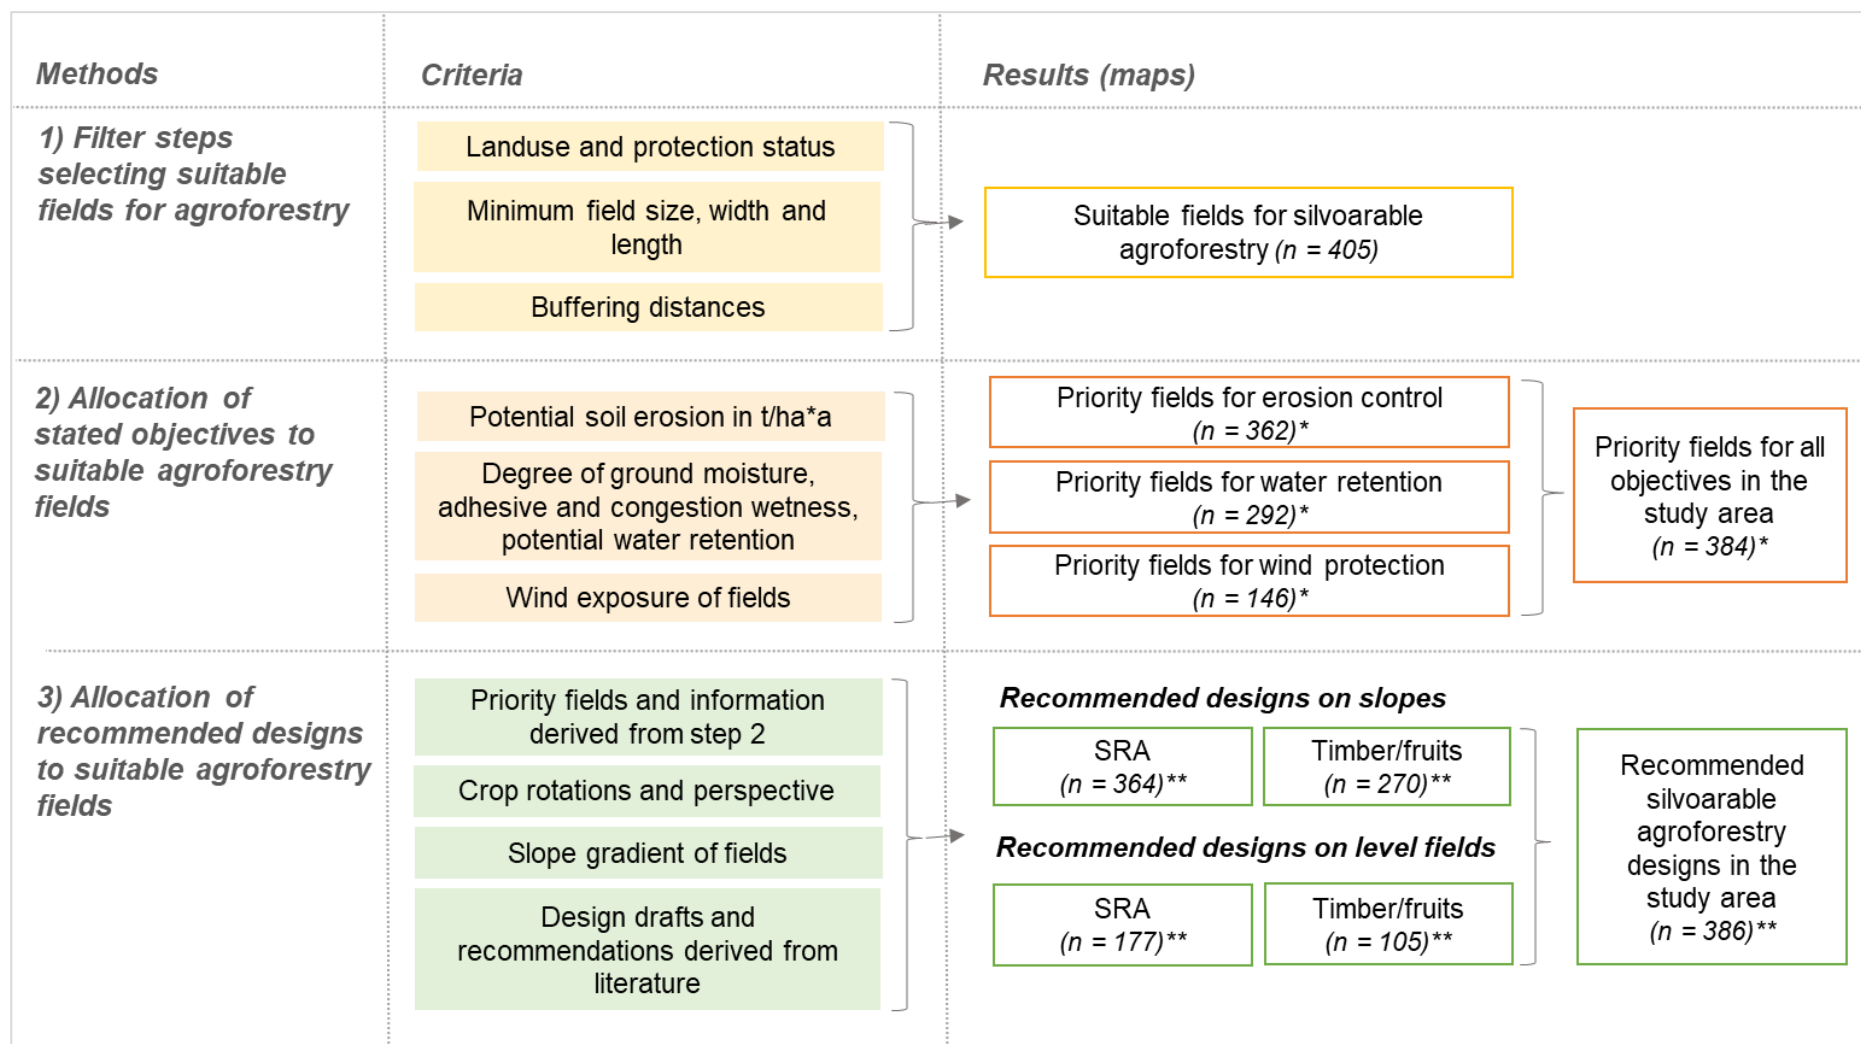 Methods
Criteria
Results (maps)
1) Filter steps
selecting suitable
fields for agroforestry
Landuse and protection status
Minimum field size, width and
length
Buffering distances
Suitable fields for silvoarable
agroforestry (n = 405)
2) Allocation of
stated objectives to
suitable agroforestry
fields
Potential soil erosion in t/ha*a
Degree of ground moisture,
adhesive and congestion wetness,
potential water retention
Wind exposure of fields
Priority fields for erosion control
(n = 362)*
Priority fields for water retention
(n = 292)*
Priority fields for wind protection
(n = 146)*
Priority fields for all
objectives in the
study area
(n = 384)*
3) Allocation of
recommended designs
to suitable agroforestry
fields
Priority fields and information
derived from step 2
Crop rotations and perspective
Slope gradient of fields
Design drafts and
recommendations derived from
literature
Recommended designs on slopes
SRA
(n = 364)**
Timber/fruits
(n = 270)**
Recommended designs on level fields
SRA
(n = 177)**
Timber/fruits
(n = 105)**
Recommended
silvoarable
agroforestry
designs in the
study area
(n = 386)**